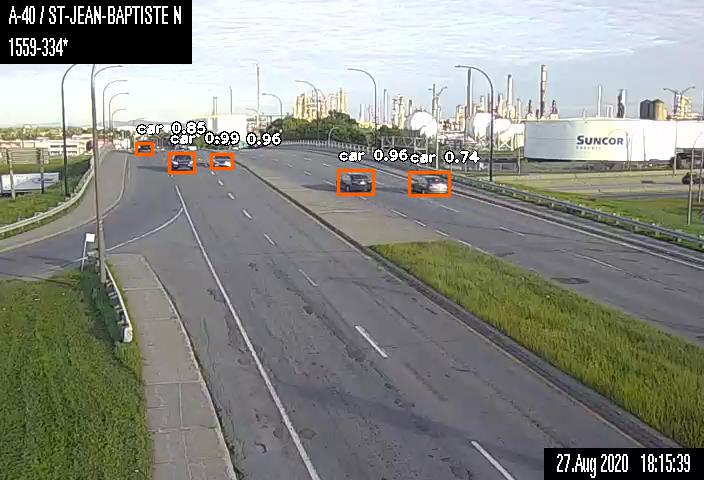 A-40 / ST-JEAN-BAPTISTE N
1559-334*
car 0.85
car 0.99
0.96
car 0.96
car 0.74
SUNCOR
27.Aug 2020 18:15:39